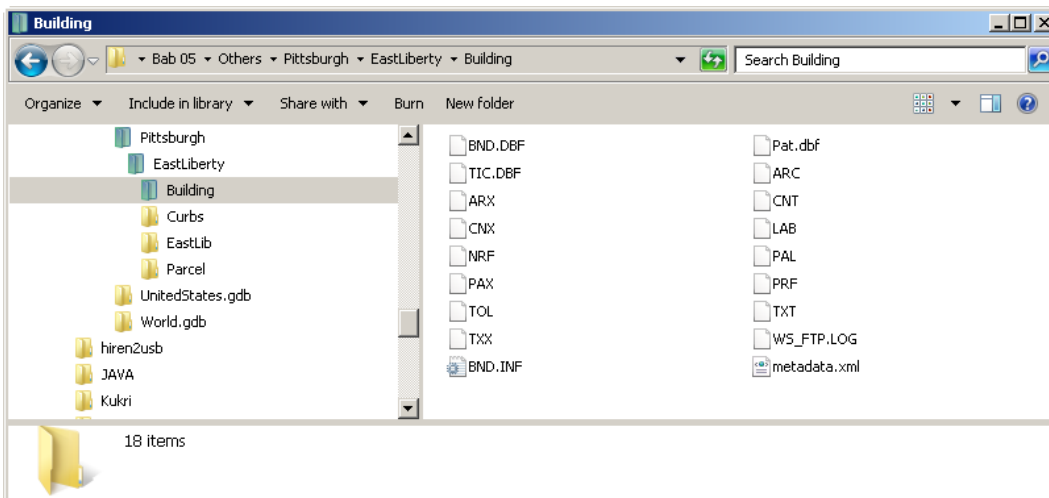 Building
Bab 05 Others Pittsburgh EastLiberty Building
Search Building
Organize Include in library Share with Burn New folder
Pittsburgh
EastLiberty
Building
Curbs
EastLib
Parcel
UnitedStates.gdb
World.gdb
hiren2usb
JAVA
Kukri
BND.DBF Pat.dbf
TIC.DBF ARC
ARX CNT
CNX LAB
NRF PAL
PAX PRF
TOL TXT
TXX WS_FTP.LOG
BND.INF metadata.xml
18 items